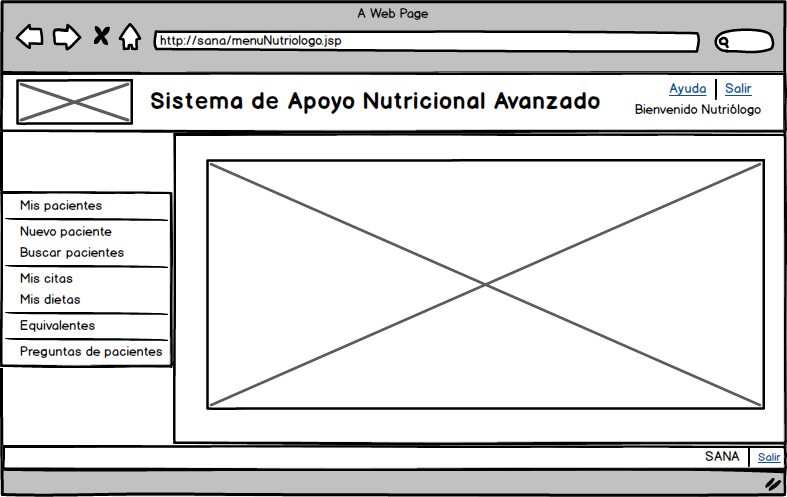 A Web Page
http://sana/menuNutriologo.jsp
Sistema de Apoyo Nutricional Avanzado
Ayuda Salir
Bienvenido Nutriólogo
Mis pacientes
Nuevo paciente
Buscar pacientes
Mis citas
Mis dietas
Equivalentes
Preguntas de pacientes
SANA Salir